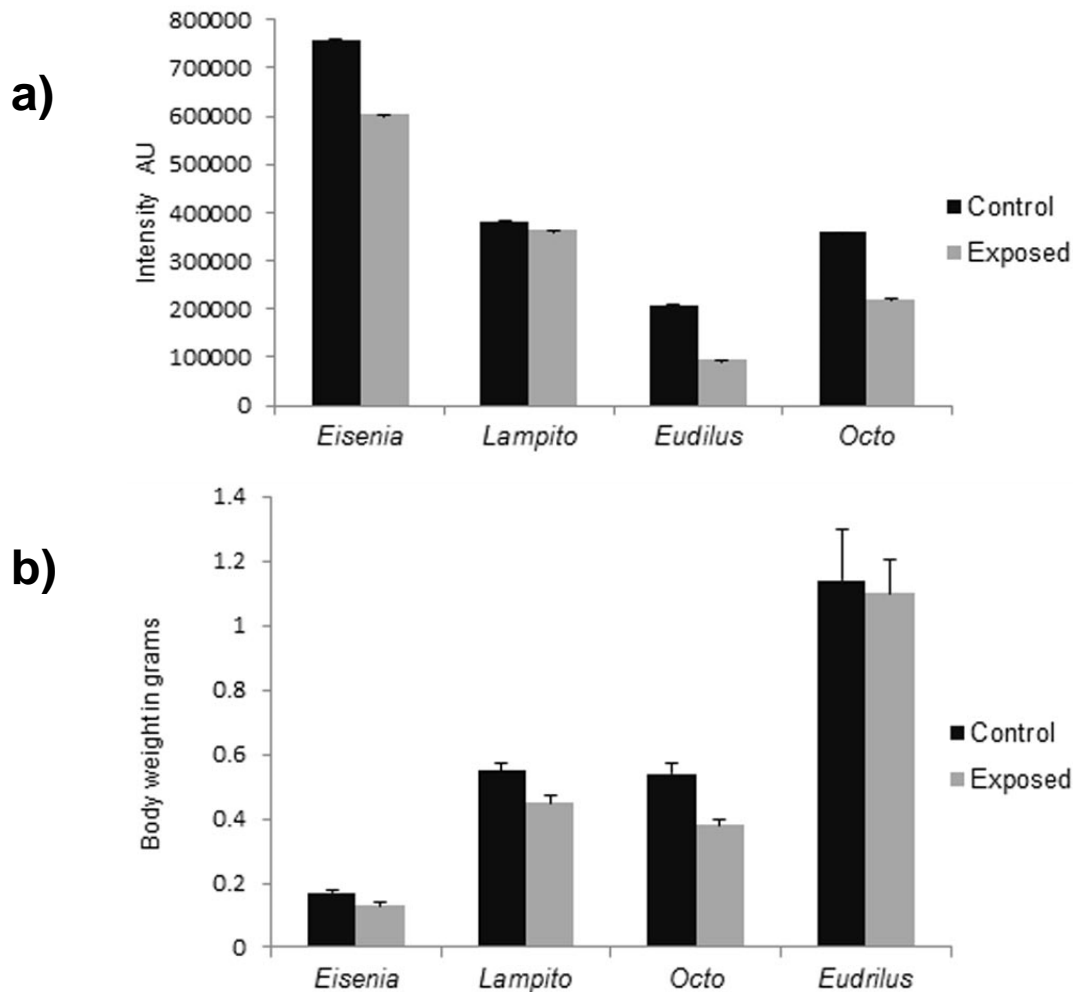 a)
Intensity AU
800000
700000
600000
500000
400000
300000
200000
100000
0
Eisenia Lampito Eudilus Octo
Control
Exposed
b)
Body weight in grams
1.4
1.2
1
0.8
0.6
0.4
0.2
0
Eisenia Lampito Octo Eudrilus
Control
Exposed